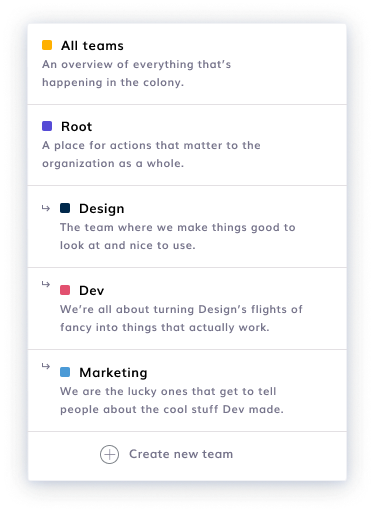 All teams
An overview of everything that's
happening in the colony.
Root
A place for actions that matter to the
organization as a whole.
Design
The team where we make things good to
look at and nice to use.
Dev
We're all about turning Design's flights of
fancy into things that actually work.
Marketing
We are the lucky ones that get to tell
people about the cool stuff Dev made.
Create new team